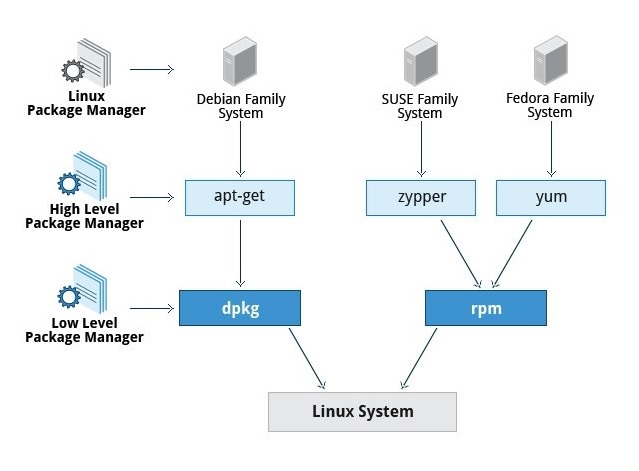 Linux
Package Manager
Debian Family
System
SUSE Family
System
Fedora Family
System
High Level
Package Manager
apt-get
zypper
yum
Low Level
Package Manager
dpkg
rpm
Linux System